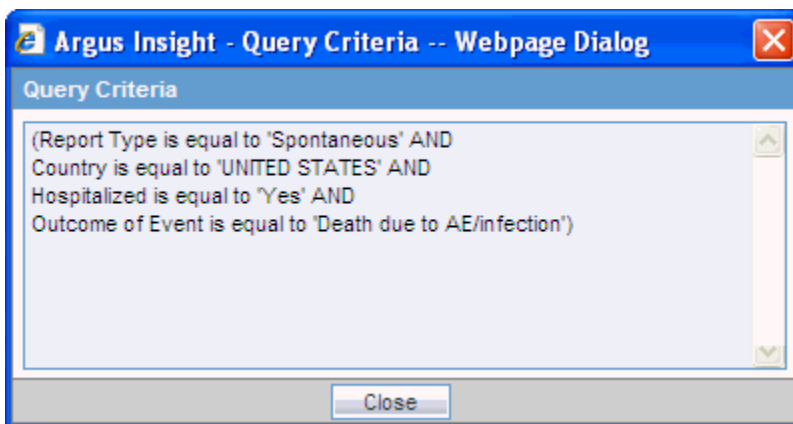 Argus Insight - Query Criteria -- Webpage Dialog
Query Criteria
(Report Type is equal to 'Spontaneous' AND
Country is equal to 'UNITED STATES' AND
Hospitalized is equal to 'Yes' AND
Outcome of Event is equal to 'Death due to AE/infection')
Close